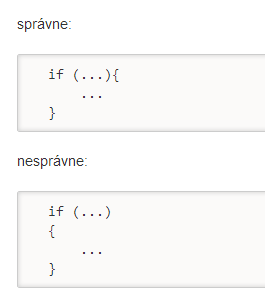 správne:
if (...){
...
}
nesprávne:
if (...)
{
...
}